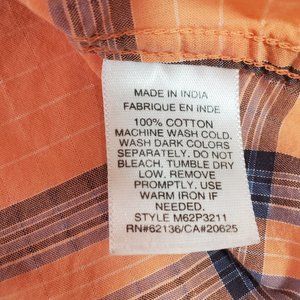 MADE IN INDIA
FABRIQUE EN INDE
100% COTTON
MACHINE WASH COLD.
WASH DARK COLORS
SEPARATELY. DO NOT
BLEACH. TUMBLE DRY
LOW. REMOVE
PROMPTLY. USE
WARM IRON IF
NEEDED.
STYLE M62P3211
RN#62136/CA#20625